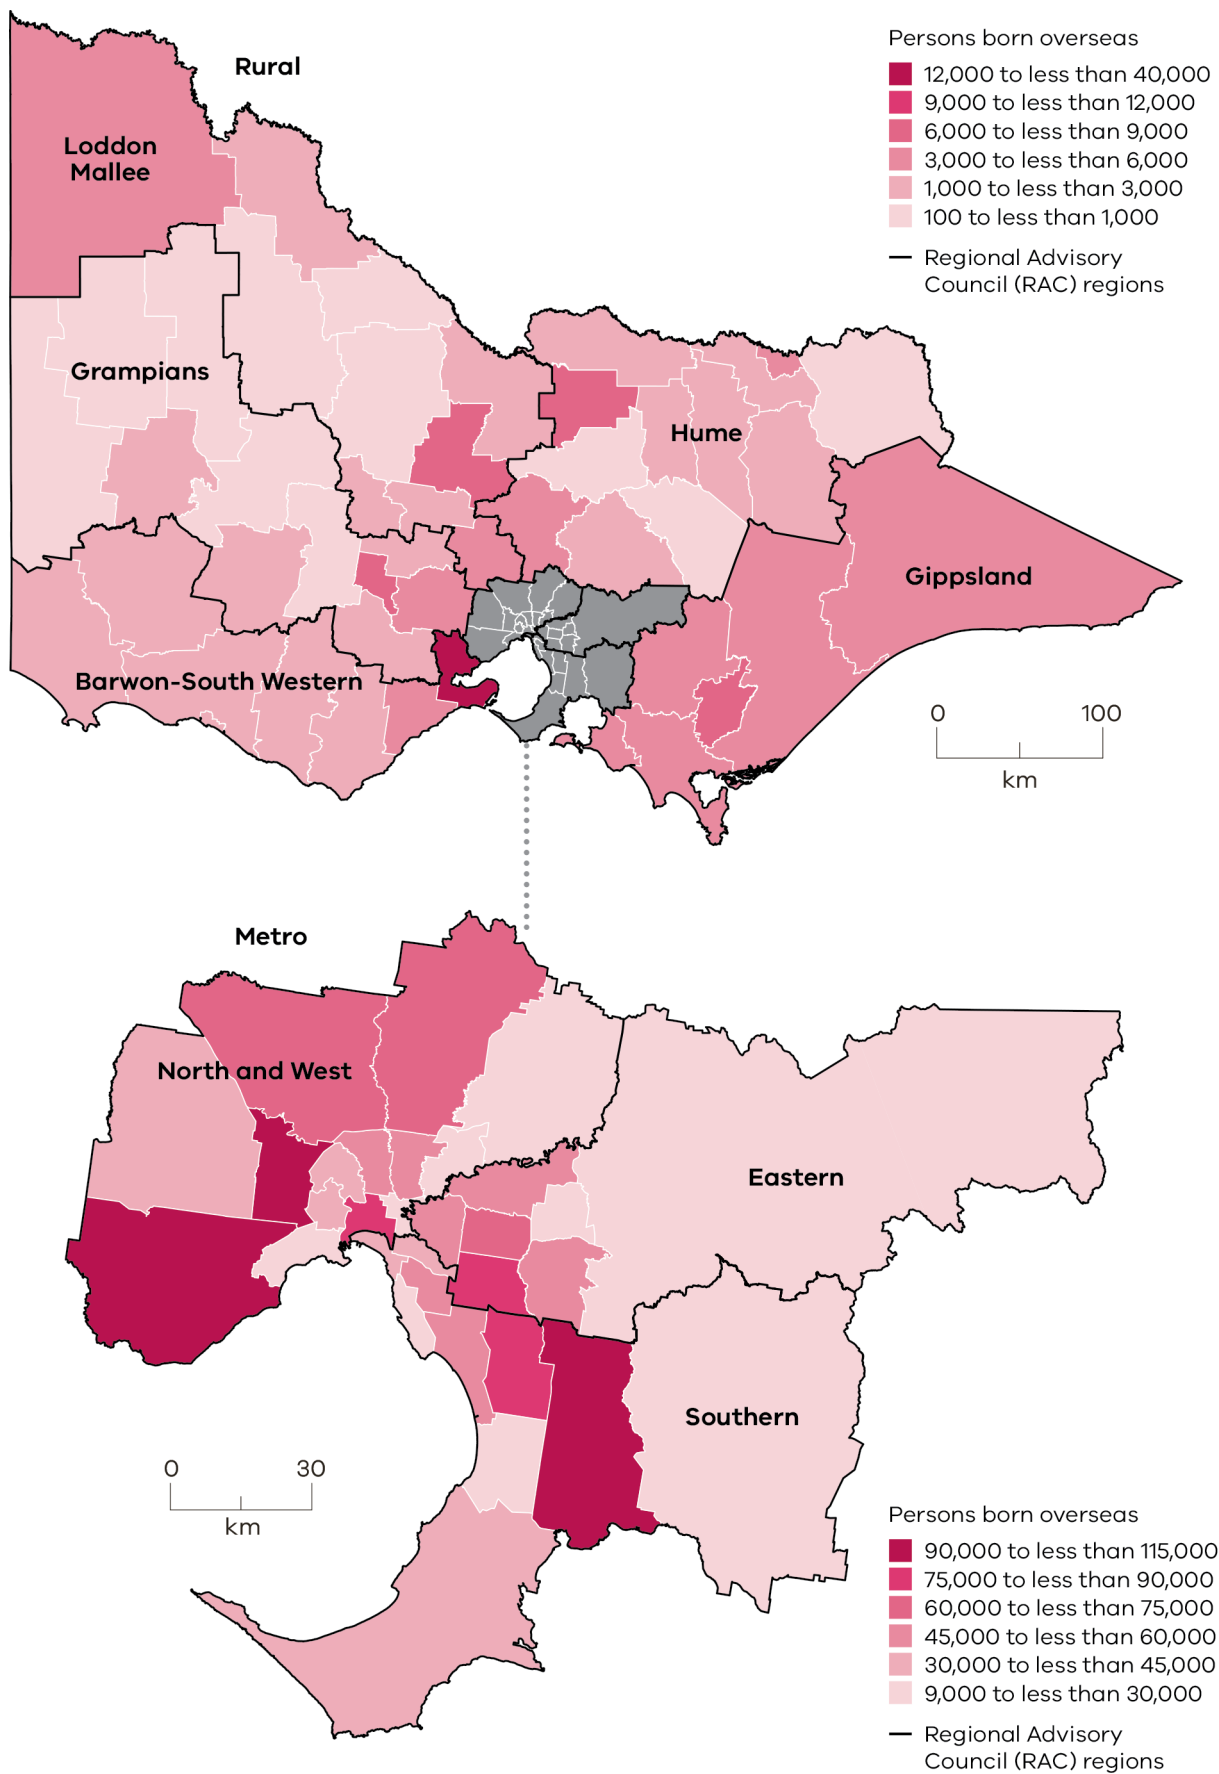 Rural
Persons born overseas
12,000 to less than 40,000
9,000 to less than 12,000
6,000 to less than 9,000
3,000 to less than 6,000
1,000 to less than 3,000
100 to less than 1,000
Regional Advisory
Council (RAC) regions
Loddon
Mallee
Grampians
Hume
Gippsland
Barwon-South Western
0 100
km
Metro
North and West
Eastern
Southern
0 30
km
Persons born overseas
90,000 to less than 115,000
75,000 to less than 90,000
60,000 to less than 75,000
45,000 to less than 60,000
30,000 to less than 45,000
9,000 to less than 30,000
Regional Advisory
Council (RAC) regions